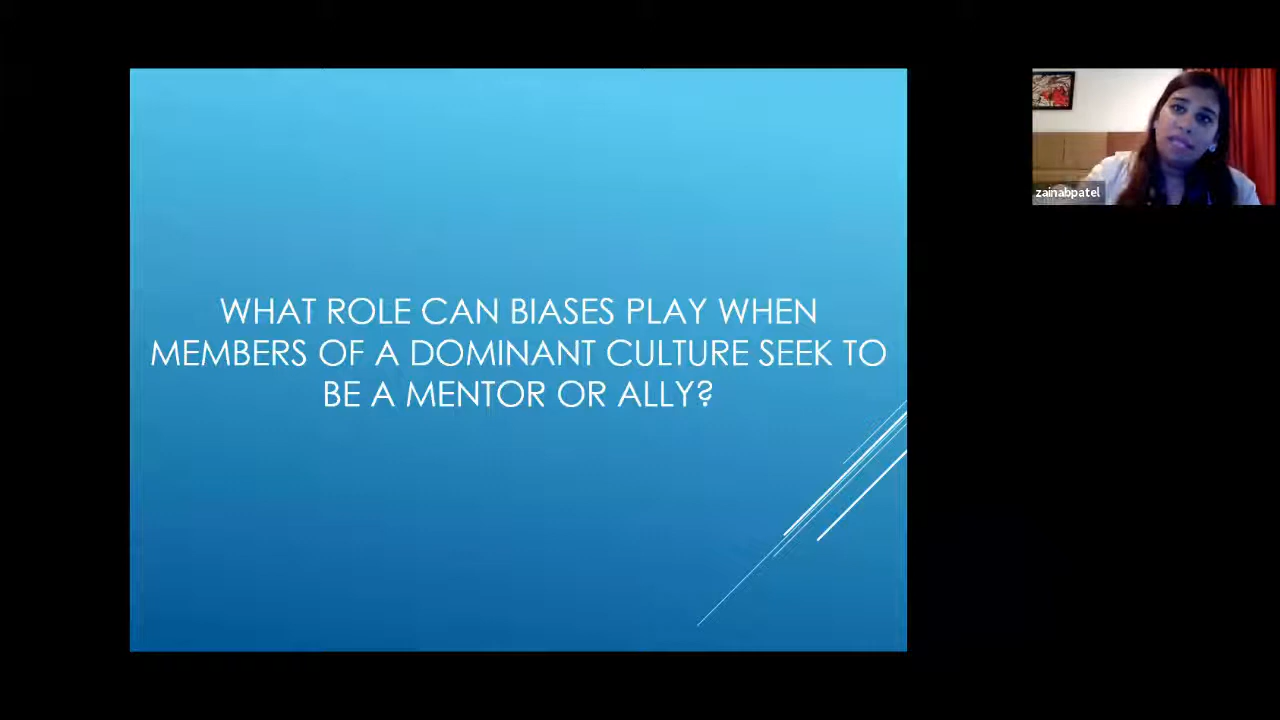 WHAT ROLE CAN BIASES PLAY WHEN
MEMBERS OF A DOMINANT CULTURE SEEK TO
BE A MENTOR OR ALLY?
zainabpatel